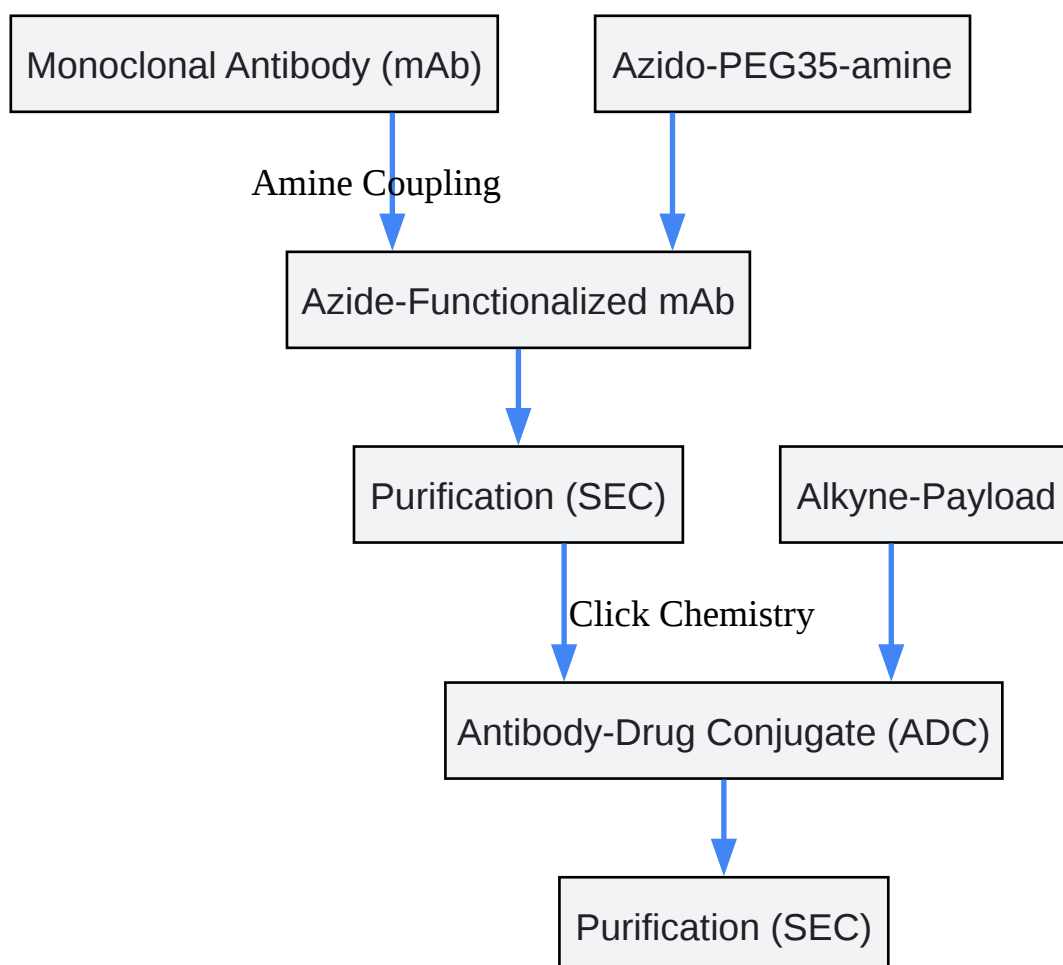 Monoclonal Antibody (mAb)
Azido-PEG35-amine
Amine Coupling
Azide-Functionalized mAb
Purification (SEC)
Alkyne-Payload
Click Chemistry
Antibody-Drug Conjugate (ADC)
Purification (SEC)